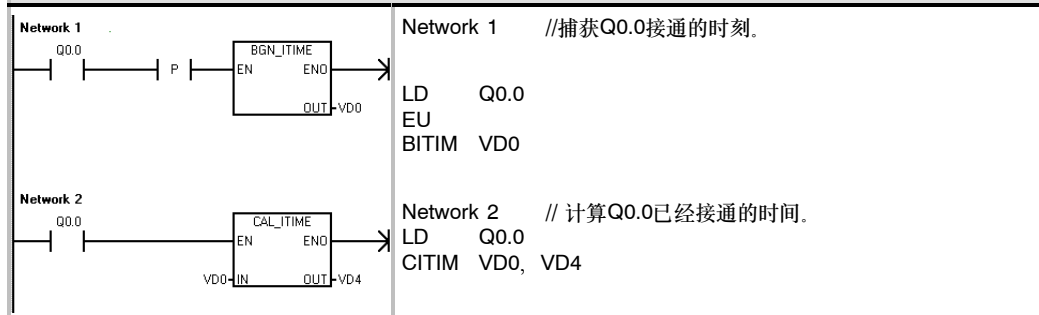 Network 1
Q0.0
P
BGN_ITIME
EN ENO
OUT VD0
Network 2
Q0.0
CAL_ITIME
EN ENO
VD0 IN OUT VD4
Network 1 //捕获Q0.0接通的时刻。
LD Q0.0
EU
BITIM VD0
Network 2 // 计算Q0.0已经接通的时间。
LD Q0.0
CITIM VD0, VD4